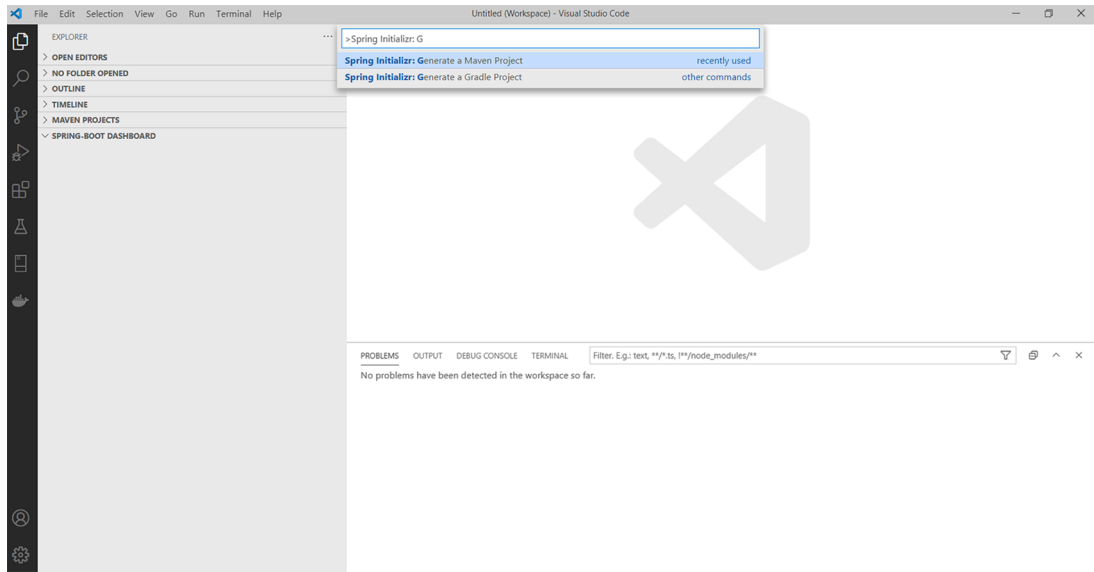 File Edit Selection View Go Run Terminal Help
Untitled (Workspace) - Visual Studio Code
EXPLORER
>Spring Initializr: G
Spring Initializr: Generate a Maven Project recently used
Spring Initializr: Generate a Gradle Project other commands
OPEN EDITORS
NO FOLDER OPENED
OUTLINE
TIMELINE
MAVEN PROJECTS
SPRING-BOOT DASHBOARD
PROBLEMS OUTPUT DEBUG CONSOLE TERMINAL Filter. E.g.: text, **/*.ts, !**/node_modules/**
No problems have been detected in the workspace so far.